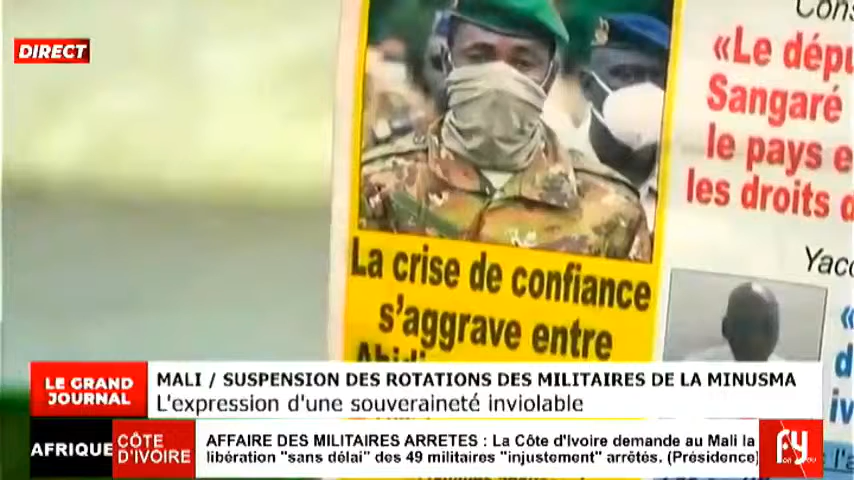 DIRECT
Cons
«Le dépu
Sangaré
le pays e
les droits d
La crise de confiance
s'aggrave entre
Yaco
MALI / SUSPENSION DES ROTATIONS DES MILITAIRES DE LA MINUSMA
LE GRAND
JOURNAL
L'expression d'une souveraineté inviolable
AFRIQUE
CÔTE
D'IVOIRE
AFFAIRE DES MILITAIRES ARRETES : La Côte d'Ivoire demande au Mali la
libération "sans délai" des 49 militaires "injustement" arrêtés. (Présidence)